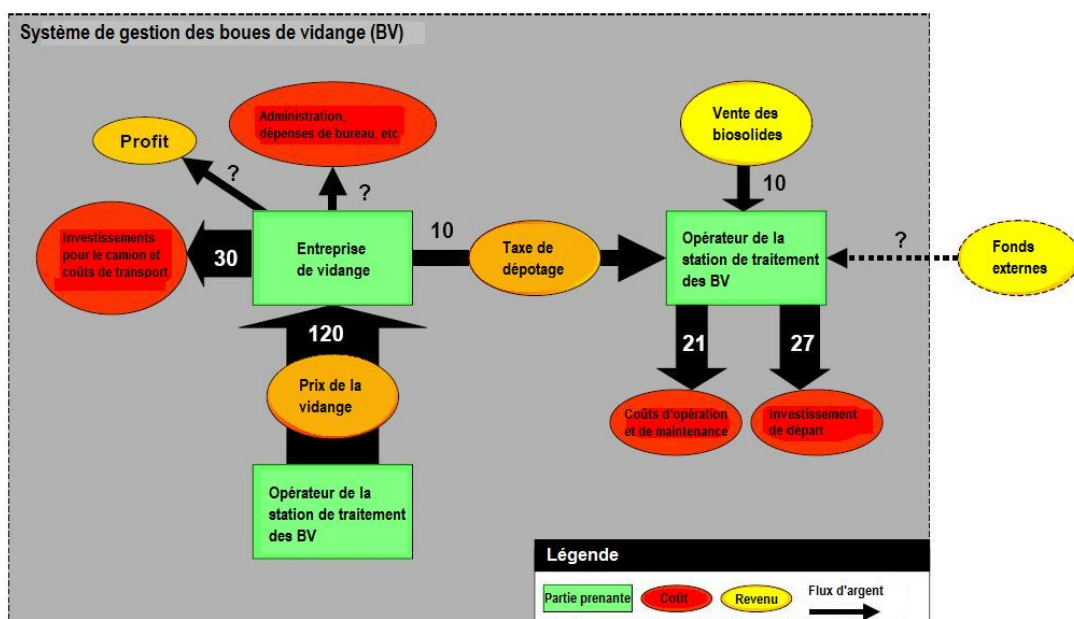 Système de gestion des boues de vidange (BV)
Administration,
dépenses de bureau, etc.
Profit
?
?
Vente des
biosolides
10
Investissements
pour le camion et
coûts de transport
30
Entreprise
de vidange
10
Taxe de
dépotage
Opérateur de la
station de traitement
des BV
?
Fonds
externes
120
Prix de la
vidange
21
27
Coûts d'opération
et de maintenance
Investissement
de départ
Opérateur de la
station de traitement
des BV
Légende
Partie prenante
Coût
Revenu
Flux d'argent